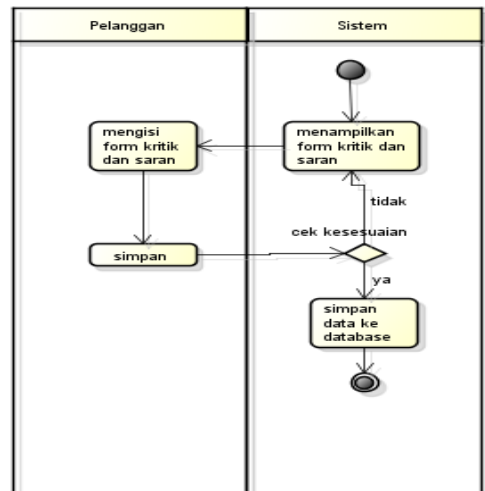 Pelanggan
Sistem
menampilkan
form kritik dan
saran
mengisi
form kritik
dan saran
simpan
cek kesesuaian
tidak
ya
simpan
data ke
database